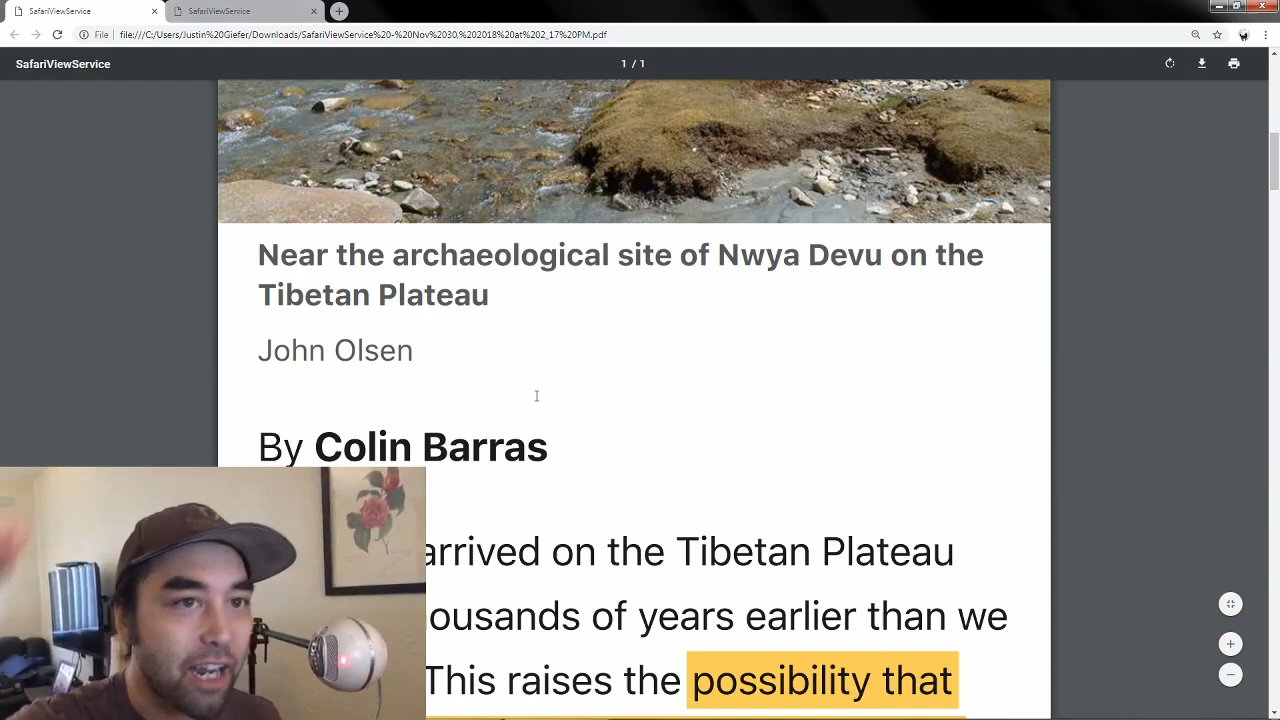 SafariViewService
SafariViewService
File
file:///C:/Users/Justin%20Giefer/Downloads/SafariViewService%20-%20Nov%2030,%202018%20at%202_17%20PM.pdf
SafariViewService
1 / 1
Near the archaeological site of Nwya Devu on the
Tibetan Plateau
John Olsen
By Colin Barras
arrived on the Tibetan Plateau
ousands of years earlier than we
This raises the possibility that